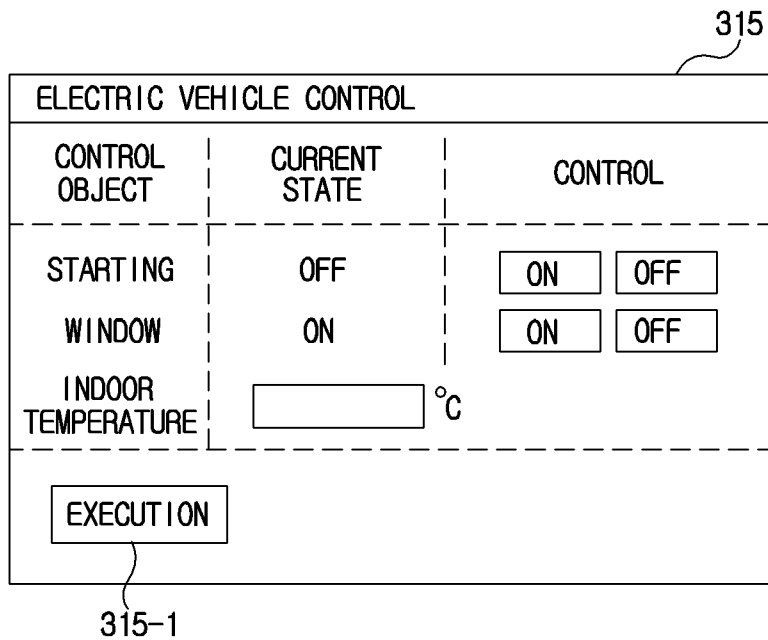 315
ELECTRIC VEHICLE CONTROL
CONTROL
OBJECT
CURRENT
STATE
CONTROL
STARTING OFF ON OFF
WINDOW ON ON OFF
INDOOR
TEMPERATURE
°C
EXECUTION
315-1